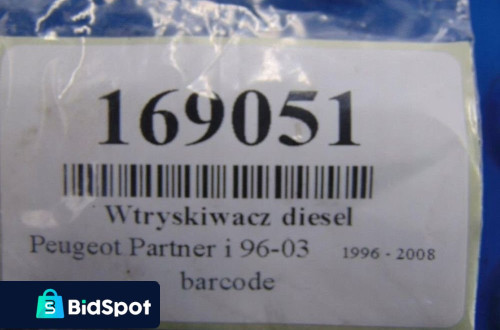 169051
Wtryskiwacz diesel
Peugeot Partner i 96-03 1996 - 2008
barcode
S BidSpot